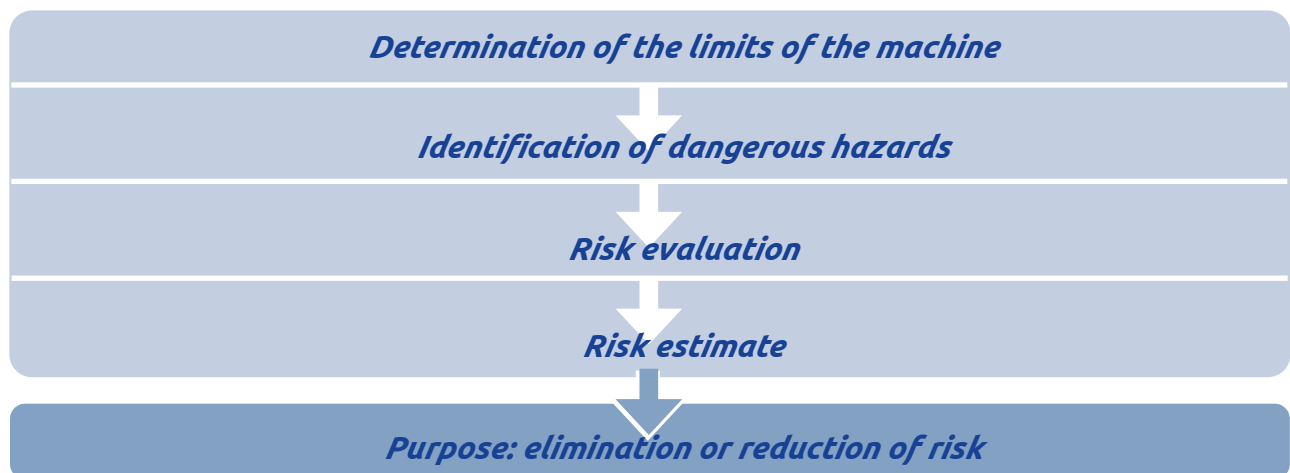 Determination of the limits of the machine
Identification of dangerous hazards
Risk evaluation
Risk estimate
Purpose: elimination or reduction of risk